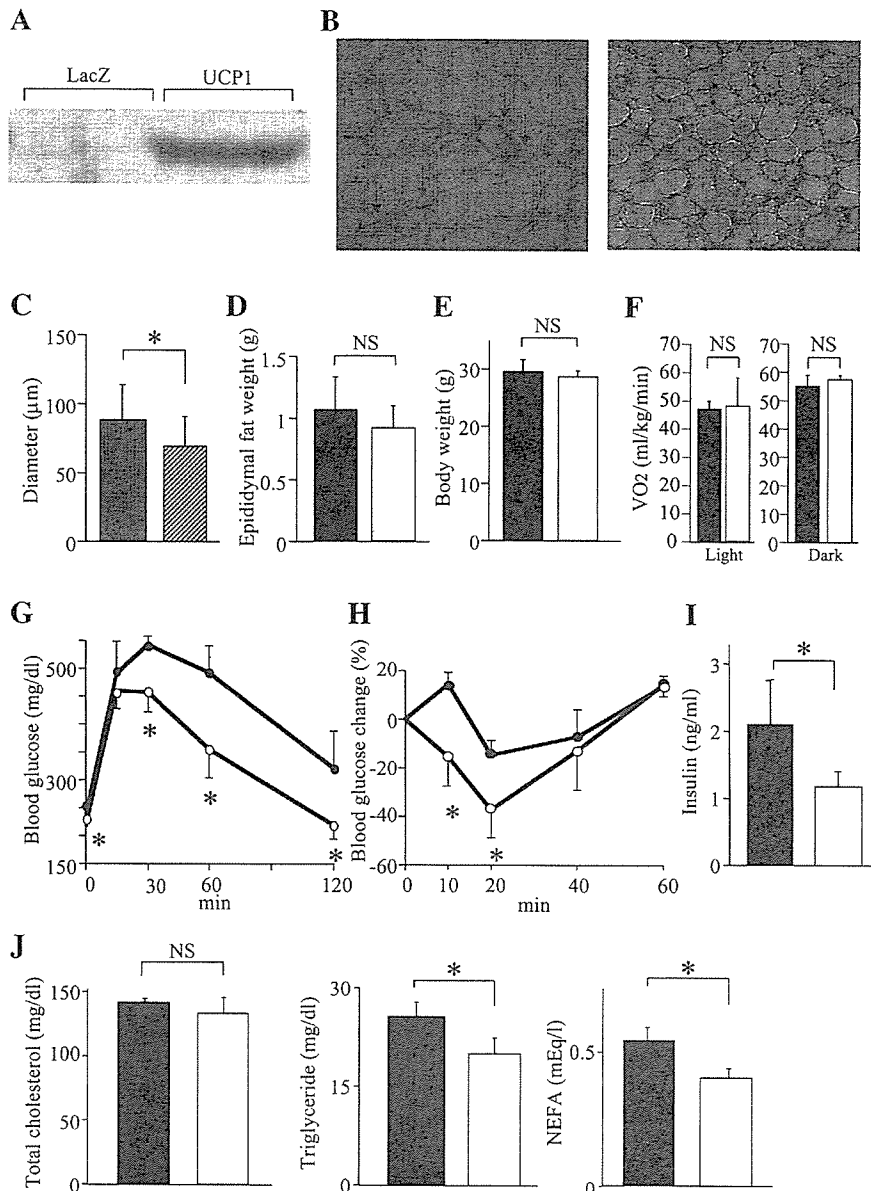 A
LacZ UCP1
B
C
Diameter (µm)
150
100
50
0
*
D
Epididymal fat weight (g)
1.5
1
0.5
0
NS
E
Body weight (g)
30
20
10
0
NS
F
VO2 (ml/kg/min)
70
60
50
40
30
20
10
0
NS
Light
70
60
50
40
30
20
10
0
NS
Dark
G
Blood glucose (mg/dl)
500
300
150
* * * *
0 30 60 120
min
H
Blood glucose change (%)
20
0
-20
-40
-60
* *
0 10 20 40 60
min
I
Insulin (ng/ml)
3
2
1
0
*
J
Total cholesterol (mg/dl)
150
100
50
0
NS
Triglyceride (mg/dl)
30
15
0
*
NEFA (mEq/l)
0.5
0
*